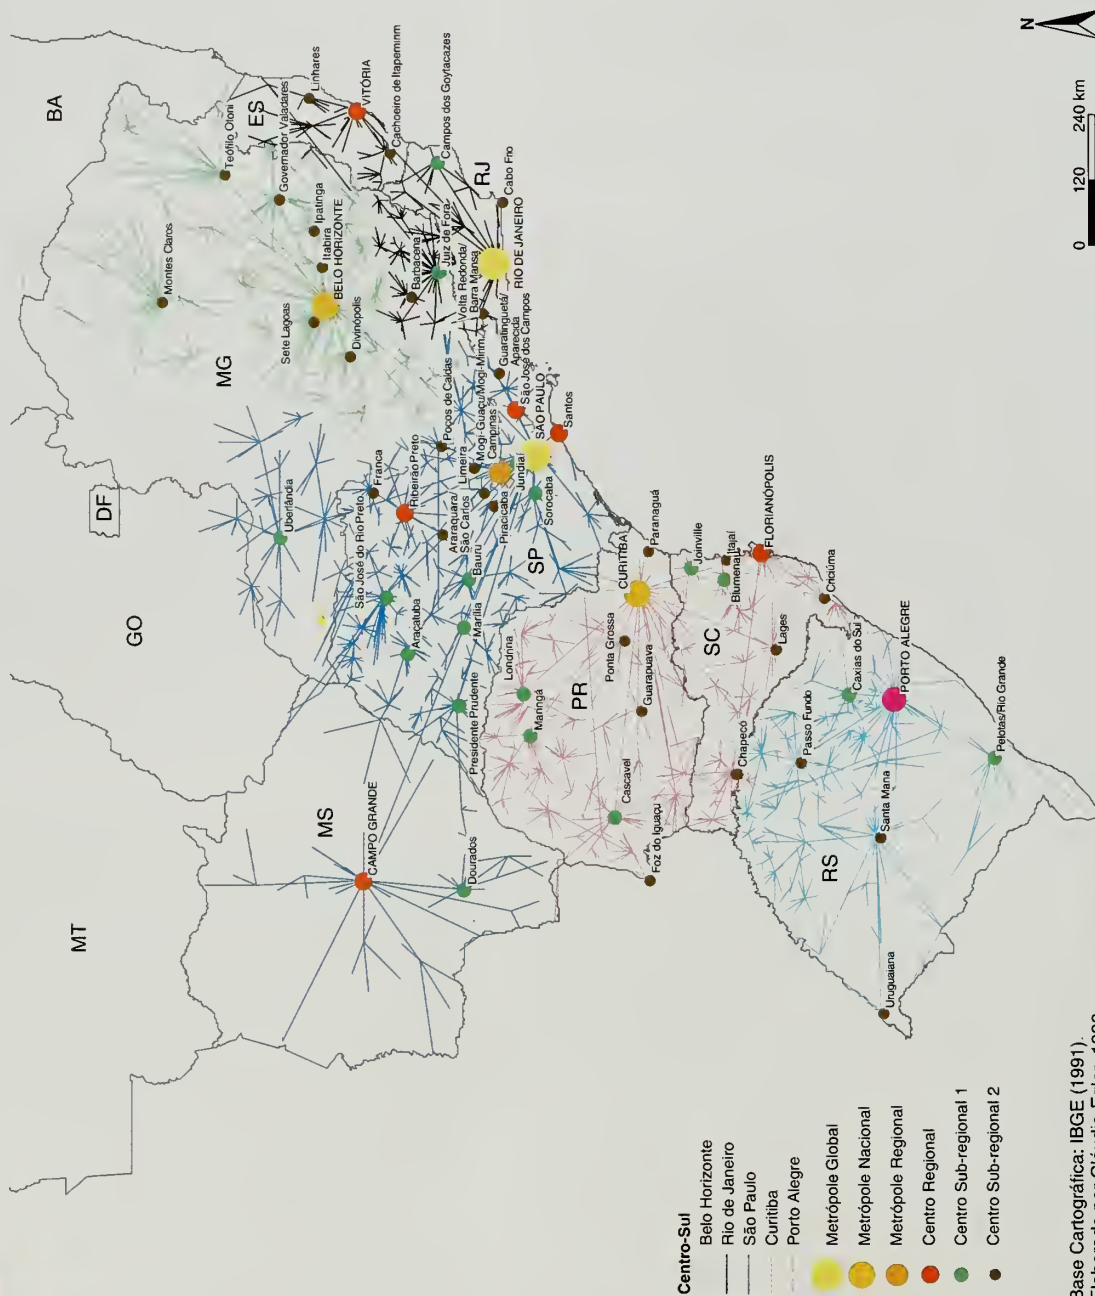 BA
MT
GO
DF
MG
ES
RJ
MS
SP
PR
SC
RS
N
Montes Claros
Teófilo Otoni
Governador Valadares
Ipatinga
Itabira
BELO HORIZONTE
Sete Lagoas
Divinópolis
Linhares
VITÓRIA
Cachoeiro de Itapemirim
Campos dos Goytacazes
Cabo Frio
Barbacena
Juiz de Fora
Volta Redonda/
Barra Mansa
RIO DE JANEIRO
Guaratinguetá/
Aparecida
São José dos Campos
SÃO PAULO
Santos
Poços de Caldas
Mogi-Guaçu/Mogi-Mirim
Limeira
Campinas
Jundiaí
Piracicaba
Sorocaba
Uberlândia
Franca
Ribeirão Preto
São José do Rio Preto
Araraquara/
São Carlos
Bauru
Araçatuba
Marília
Presidente Prudente
CAMPO GRANDE
Dourados
Londrina
Maringá
Ponta Grossa
CURITIBA
Paranaguá
Guarapuava
Cascavel
Foz do Iguaçu
Joinville
Itajaí
Blumenau
FLORIANÓPOLIS
Lages
Criciúma
Chapecó
Passo Fundo
Caxias do Sul
PORTO ALEGRE
Santa Maria
Pelotas/Rio Grande
Uruguaiana
0 120 240 km
Centro-Sul
Belo Horizonte
Rio de Janeiro
São Paulo
Curitiba
Porto Alegre
Metrópole Global
Metrópole Nacional
Metrópole Regional
Centro Regional
Centro Sub-regional 1
Centro Sub-regional 2
Base Cartográfica: IBGE (1991).